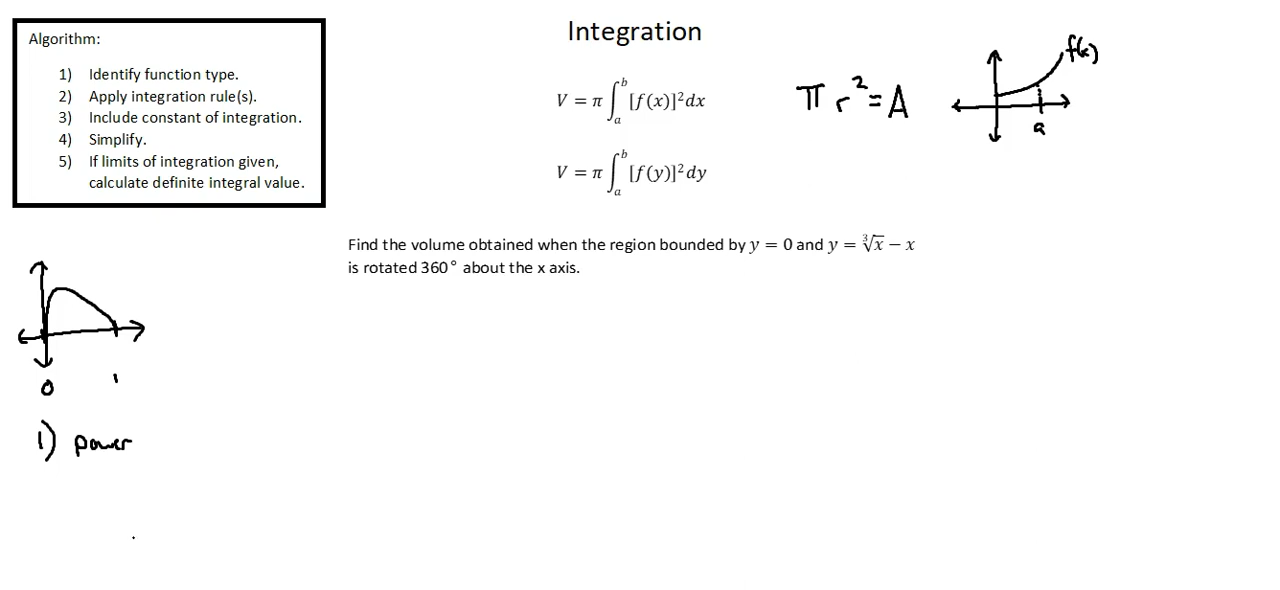 Integration
Algorithm:
1) Identify function type.
2) Apply integration rule(s).
3) Include constant of integration.
4) Simplify.
5) If limits of integration given,
calculate definite integral value.
V = π ∫_a^b [f(x)]² dx
V = π ∫_a^b [f(y)]² dy
π r² = A
f(x)
a
Find the volume obtained when the region bounded by y = 0 and y = ∛x − x
is rotated 360° about the x axis.
0 1
1) power